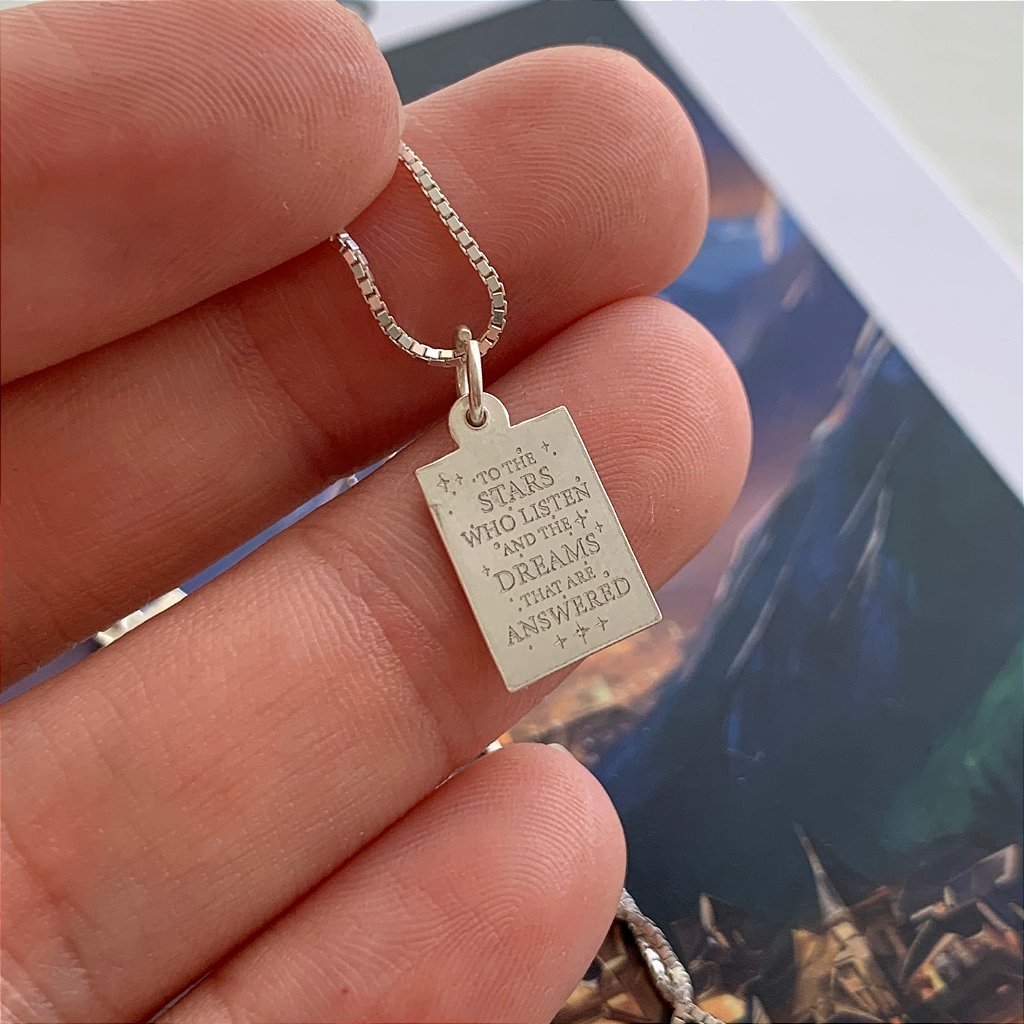 TO THE
STARS
WHO LISTEN
AND THE
DREAMS
THAT ARE
ANSWERED